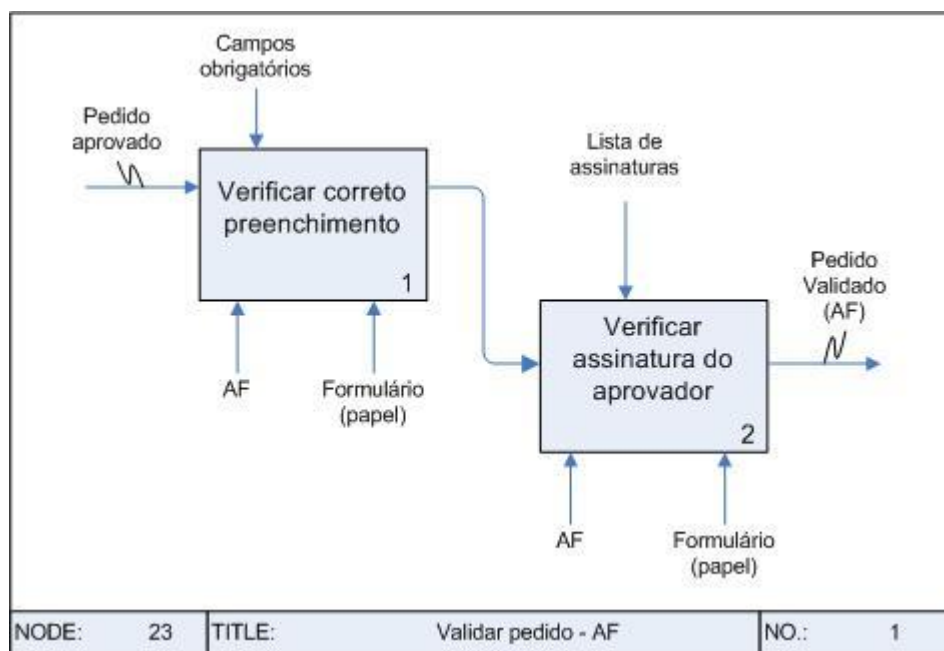 Campos
obrigatórios
Pedido
aprovado
Verificar correto
preenchimento
1
AF
Formulário
(papel)
Lista de
assinaturas
Verificar
assinatura do
aprovador
2
Pedido
Validado
(AF)
AF
Formulário
(papel)
NODE: 23 TITLE: Validar pedido - AF NO.: 1